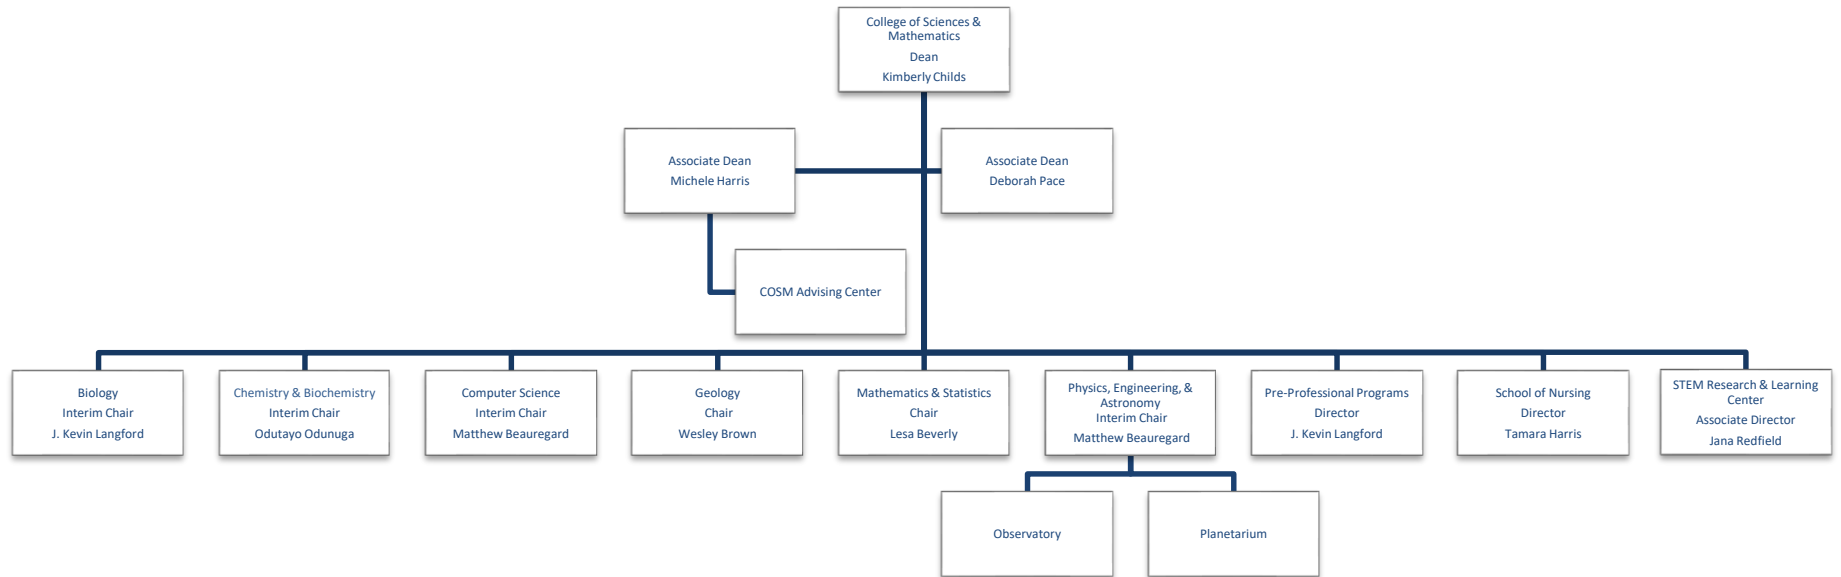 College of Sciences &
Mathematics
Dean
Kimberly Childs
Associate Dean
Michele Harris
Associate Dean
Deborah Pace
COSM Advising Center
Biology
Interim Chair
J. Kevin Langford
Chemistry & Biochemistry
Interim Chair
Odutayo Odunuga
Computer Science
Interim Chair
Matthew Beauregard
Geology
Chair
Wesley Brown
Mathematics & Statistics
Chair
Lesa Beverly
Physics, Engineering, &
Astronomy
Interim Chair
Matthew Beauregard
Pre-Professional Programs
Director
J. Kevin Langford
School of Nursing
Director
Tamara Harris
STEM Research & Learning
Center
Associate Director
Jana Redfield
Observatory
Planetarium